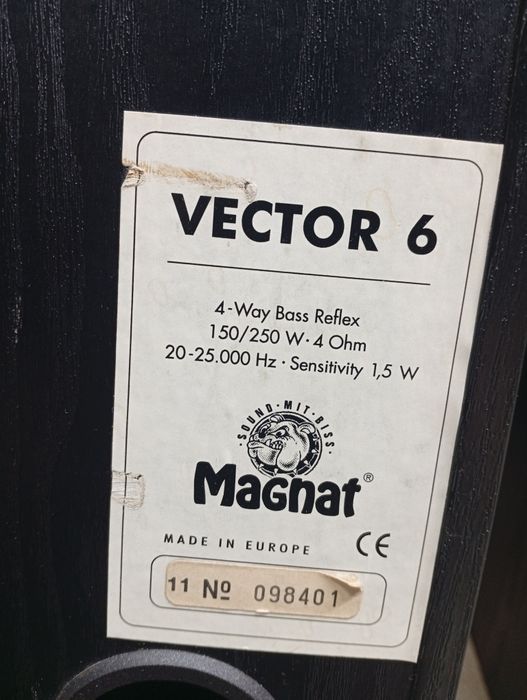 VECTOR 6
4-Way Bass Reflex
150/250 W · 4 Ohm
20-25.000 Hz · Sensitivity 1,5 W
· SOUND · MIT · BISS ·
Magnat®
MADE IN EUROPE CE
11 Nº 098401